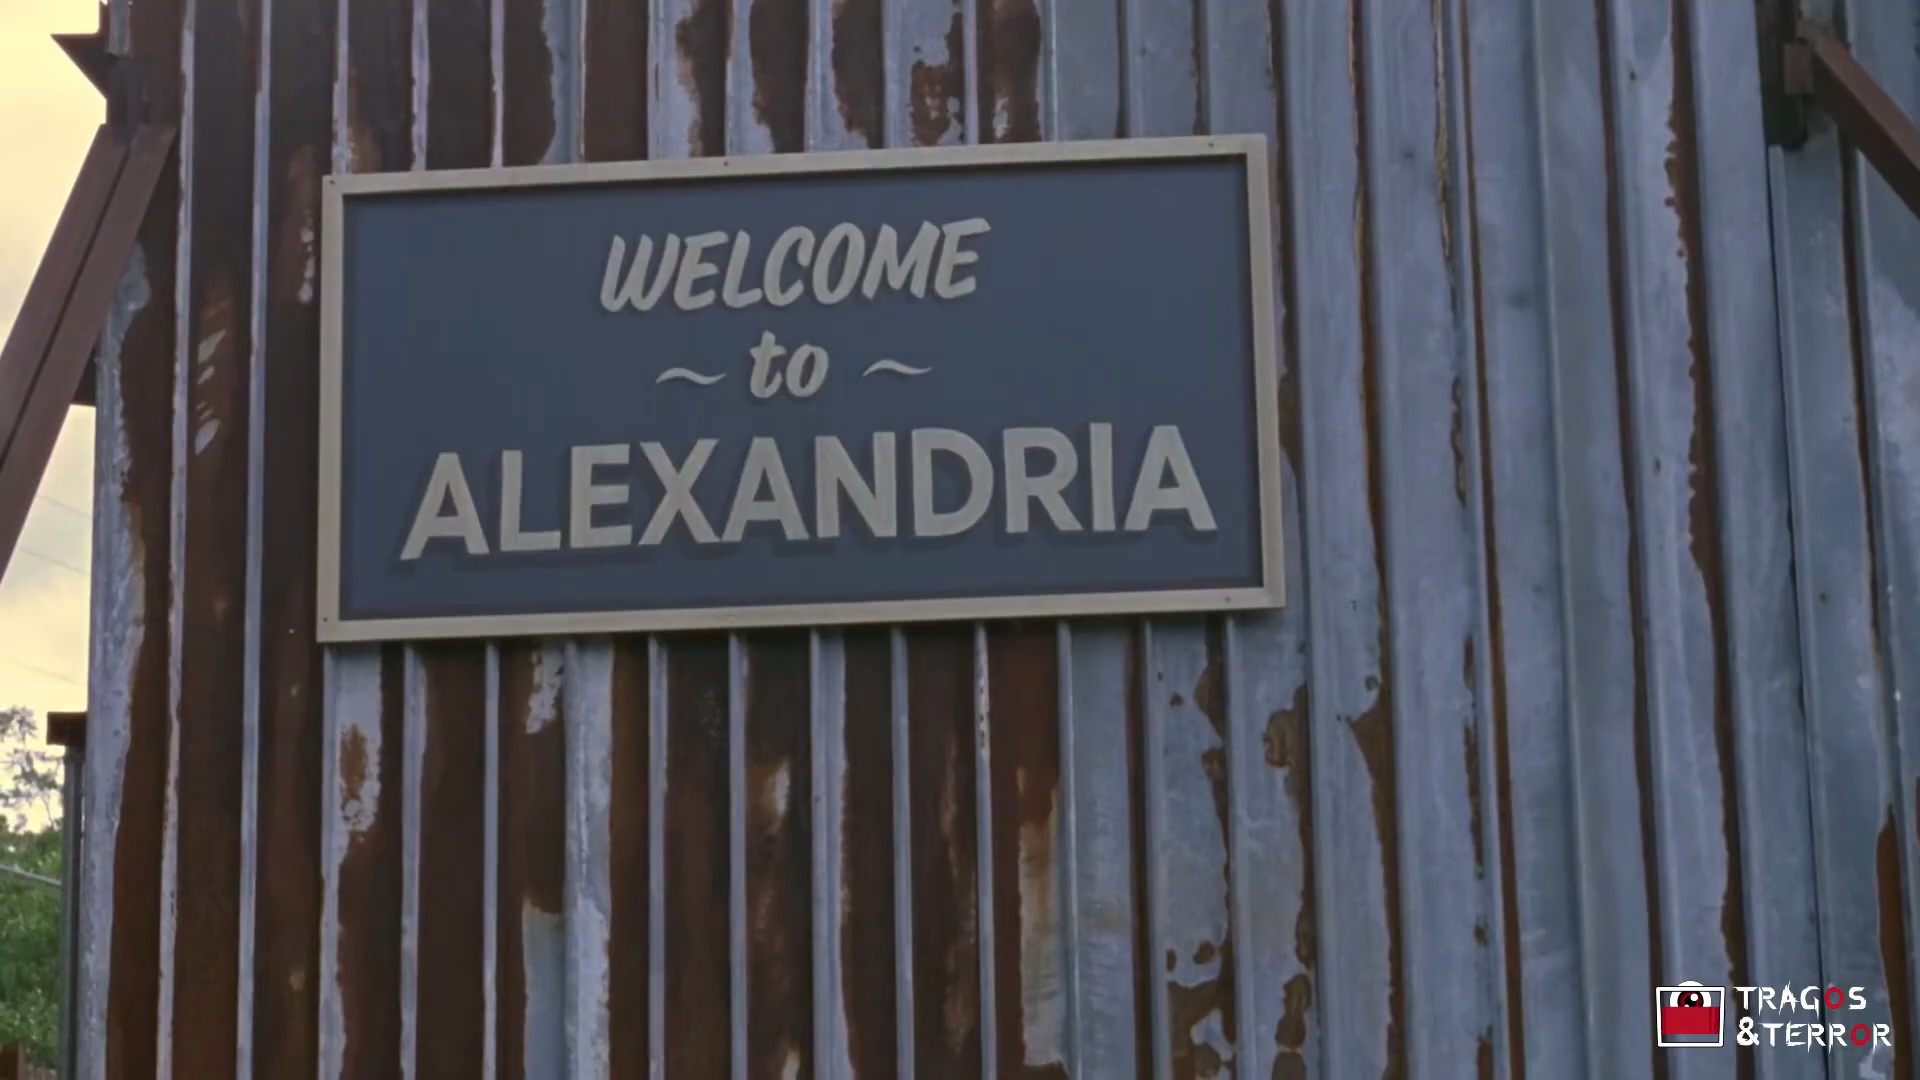 WELCOME
~ to ~
ALEXANDRIA
TRAGOS
&TERROR